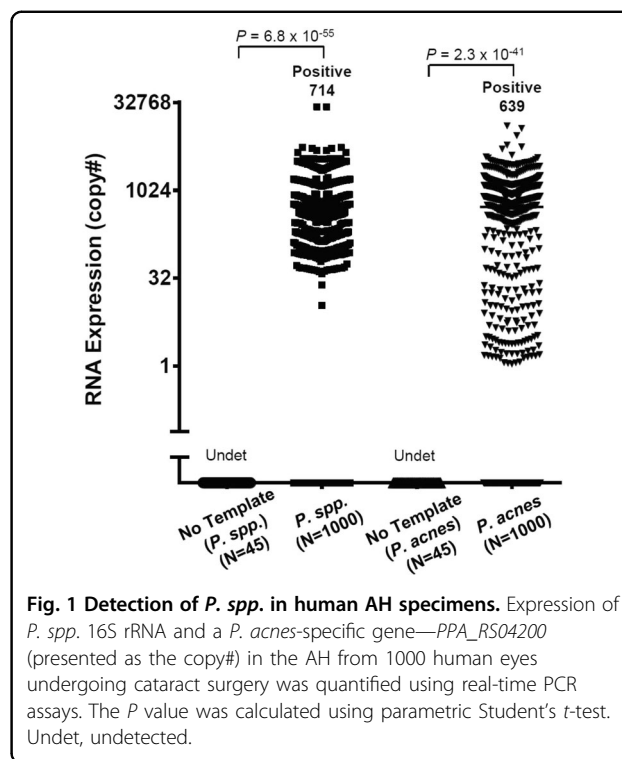 P = 6.8 x 10-55
P = 2.3 x 10-41
Positive
714
Positive
639
32768
1024
32
1
RNA Expression (copy#)
Undet
Undet
No Template
(P. spp.)
(N=45)
P. spp.
(N=1000)
No Template
(P. acnes)
(N=45)
P. acnes
(N=1000)
Fig. 1 Detection of P. spp. in human AH specimens. Expression of
P. spp. 16S rRNA and a P. acnes-specific gene—PPA_RS04200
(presented as the copy#) in the AH from 1000 human eyes
undergoing cataract surgery was quantified using real-time PCR
assays. The P value was calculated using parametric Student's t-test.
Undet, undetected.